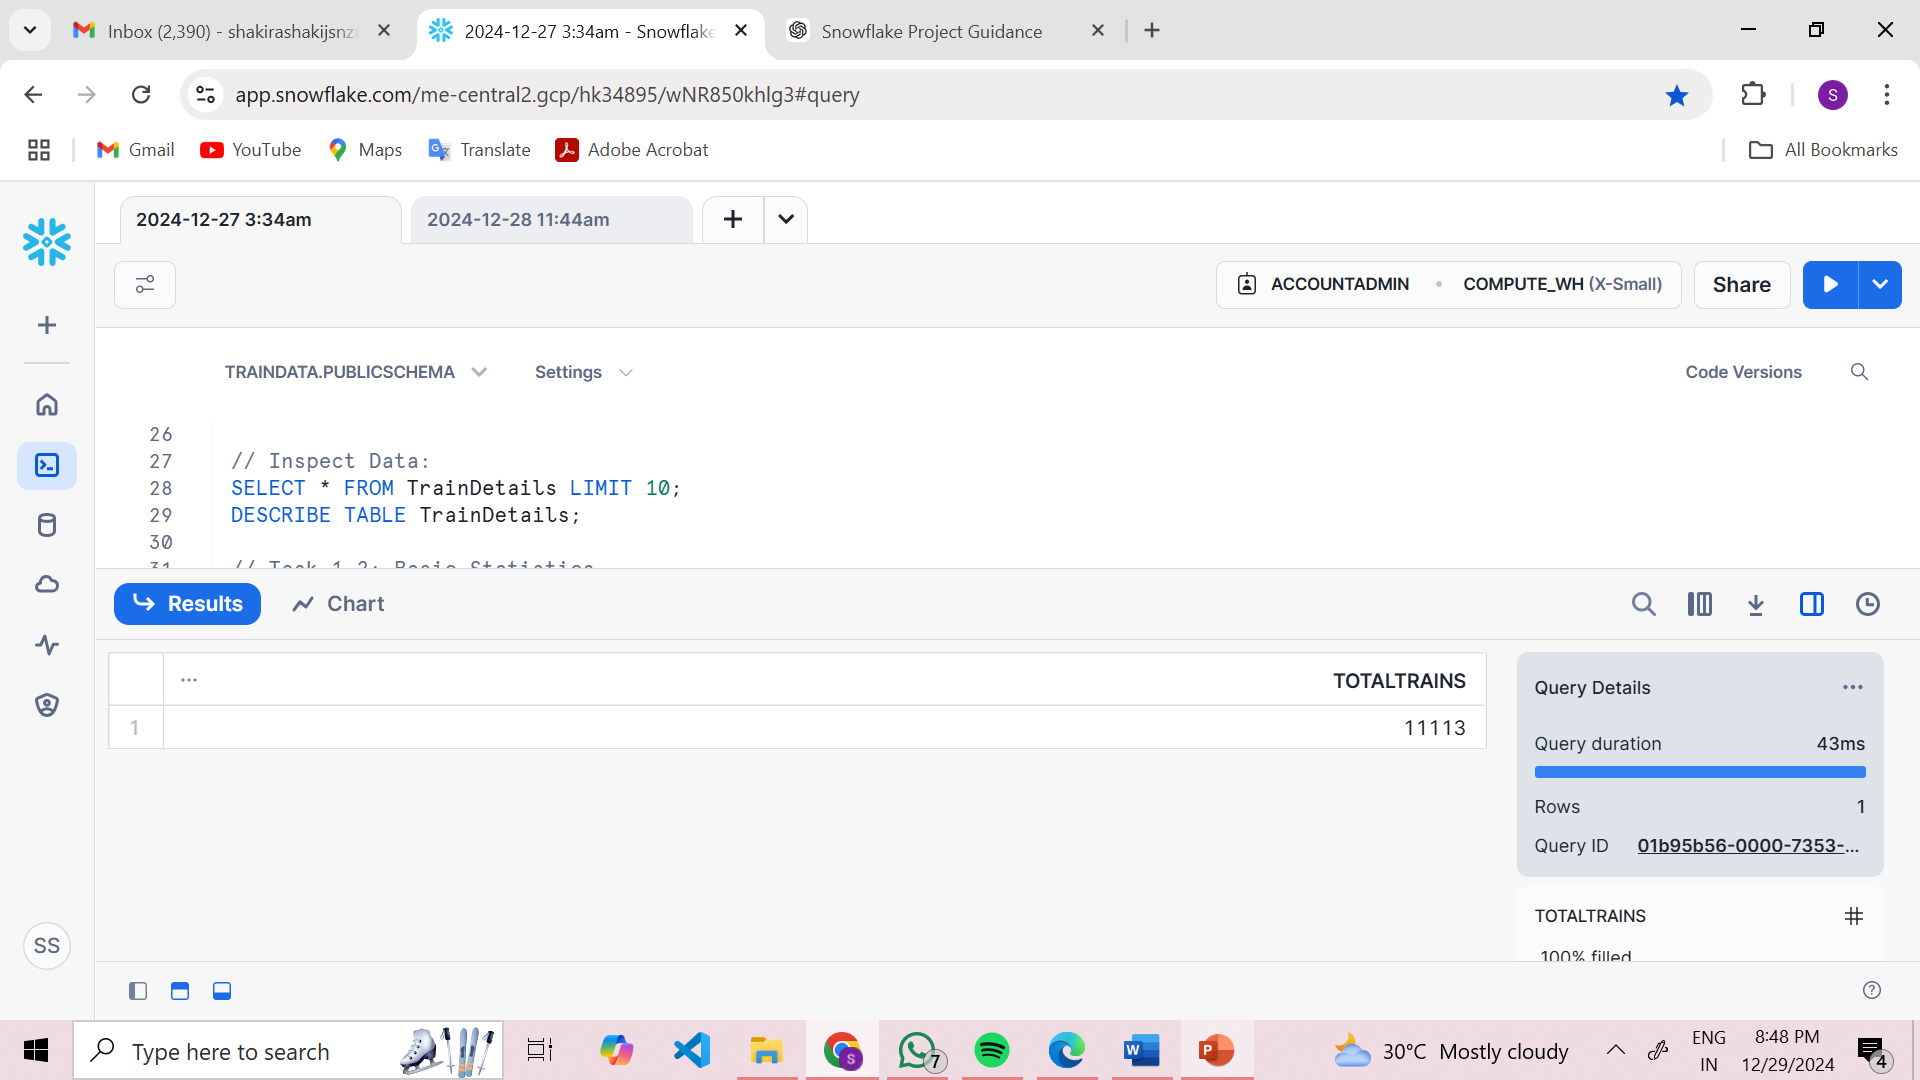 Inbox (2,390) - shakirashakijsnz
2024-12-27 3:34am - Snowflake
Snowflake Project Guidance
app.snowflake.com/me-central2.gcp/hk34895/wNR850khlg3#query
S
Gmail
YouTube
Maps
Translate
Adobe Acrobat
All Bookmarks
2024-12-27 3:34am
2024-12-28 11:44am
ACCOUNTADMIN
COMPUTE_WH (X-Small)
Share
TRAINDATA.PUBLICSCHEMA
Settings
Code Versions
26
27 // Inspect Data:
28 SELECT * FROM TrainDetails LIMIT 10;
29 DESCRIBE TABLE TrainDetails;
30
31 // Task 1.2: Basic Statistics
Results
Chart
... TOTALTRAINS
1 11113
Query Details ...
Query duration 43ms
Rows 1
Query ID 01b95b56-0000-7353-...
TOTALTRAINS
100% filled
SS
Type here to search
S
7
30°C Mostly cloudy
ENG
IN
8:48 PM
12/29/2024
4